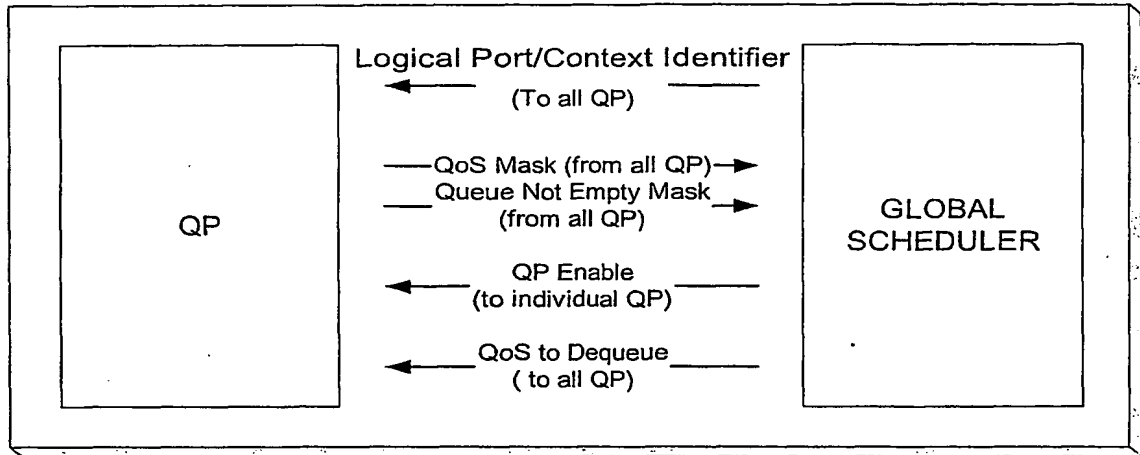 Logical Port/Context Identifier
(To all QP)
QoS Mask (from all QP)
Queue Not Empty Mask
(from all QP)
QP
GLOBAL
SCHEDULER
QP Enable
(to individual QP)
QoS to Dequeue
( to all QP)